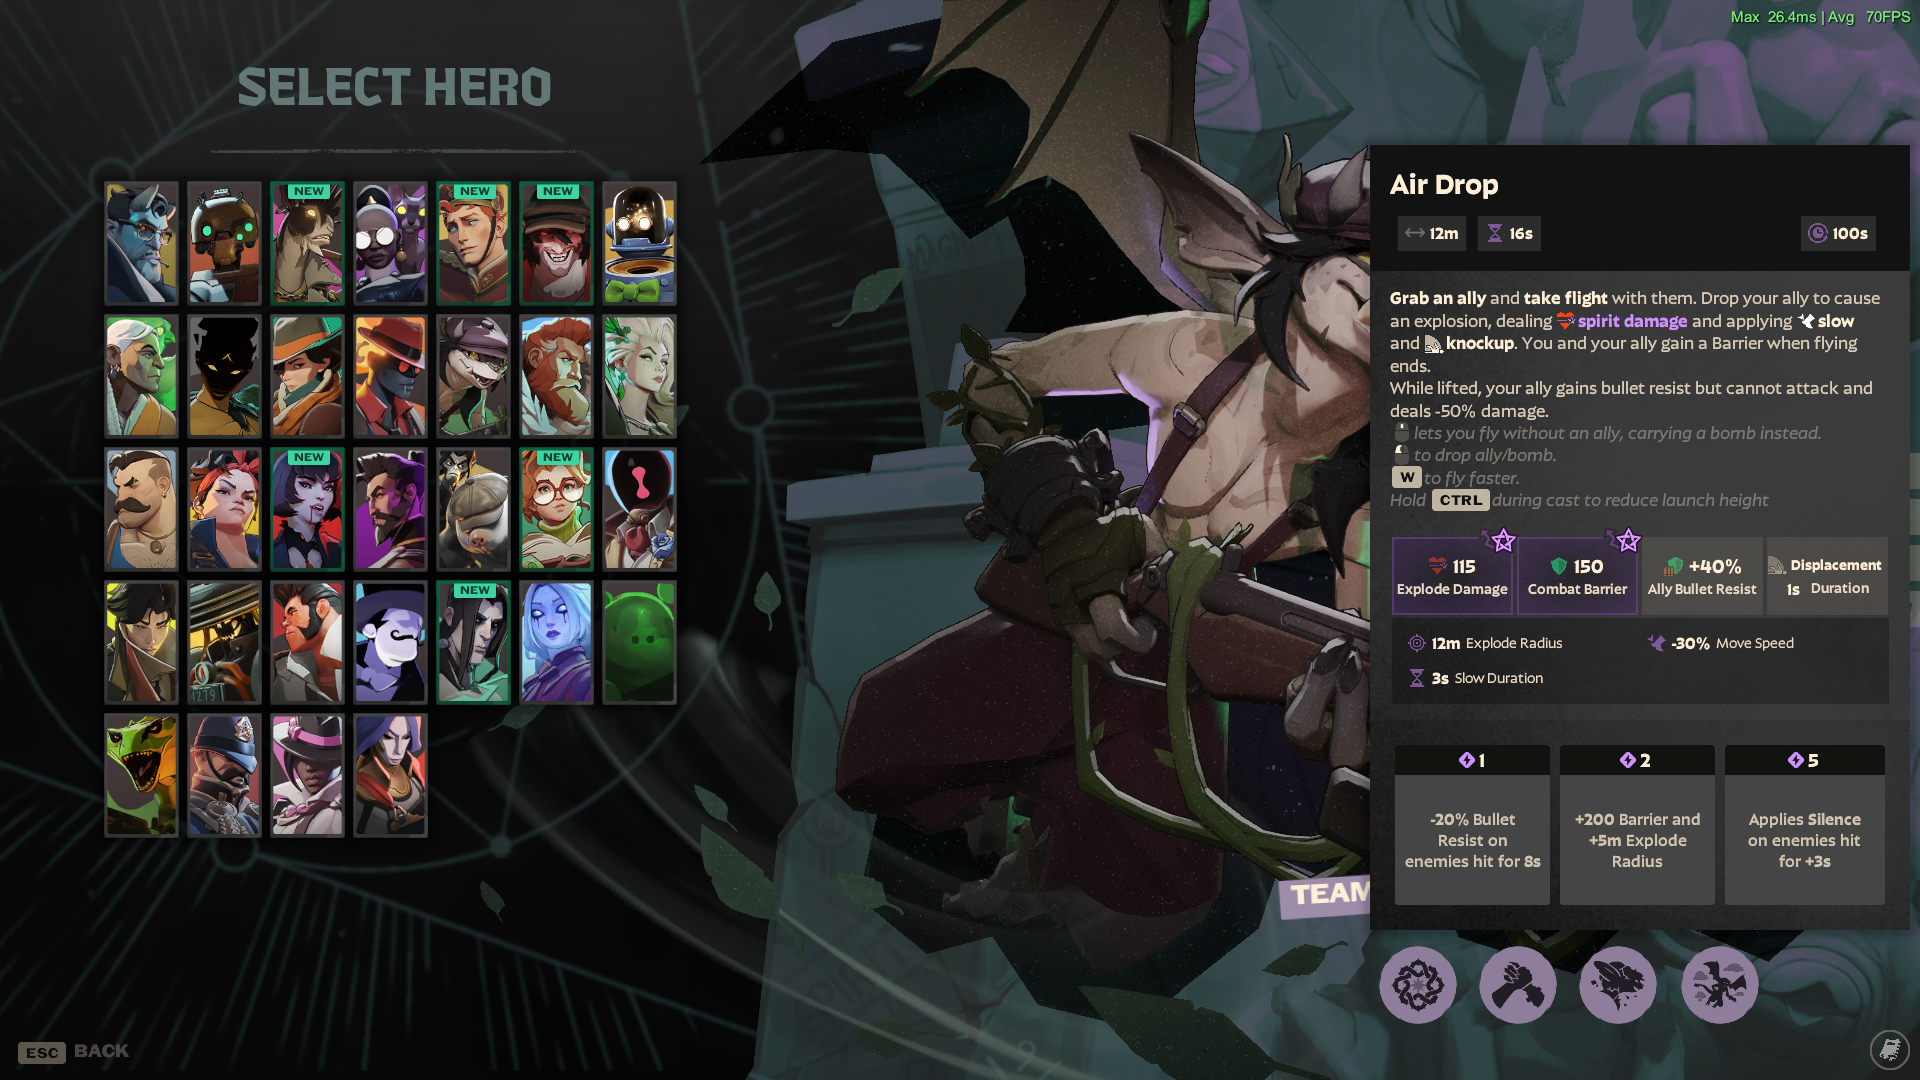 Max 26.4ms | Avg 70FPS
SELECT HERO
NEW
NEW
NEW
NEW
NEW
NEW
4279
MAGN
TEAM
Air Drop
12m
16s
100s
Grab an ally and take flight with them. Drop your ally to cause
an explosion, dealing spirit damage and applying slow
and knockup. You and your ally gain a Barrier when flying
ends.
While lifted, your ally gains bullet resist but cannot attack and
deals -50% damage.
lets you fly without an ally, carrying a bomb instead.
to drop ally/bomb.
W to fly faster.
Hold CTRL during cast to reduce launch height
115
Explode Damage
150
Combat Barrier
+40%
Ally Bullet Resist
Displacement
1s Duration
12m Explode Radius
-30% Move Speed
3s Slow Duration
1
-20% Bullet
Resist on
enemies hit for 8s
2
+200 Barrier and
+5m Explode
Radius
5
Applies Silence
on enemies hit
for +3s
ESC BACK